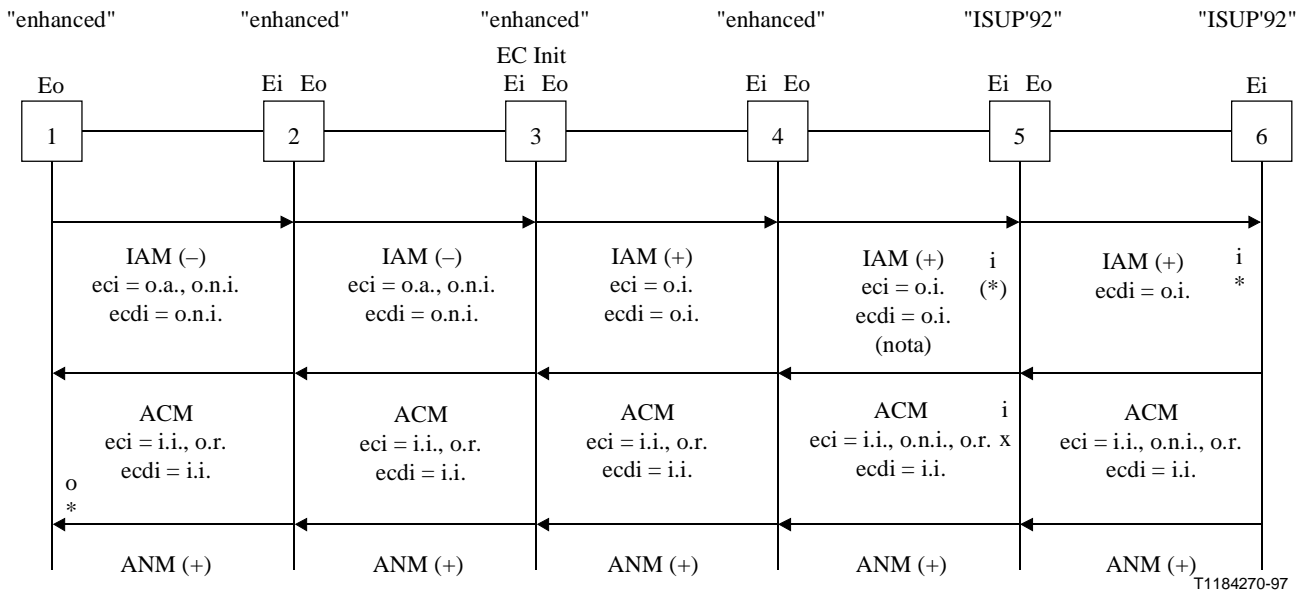 "enhanced" "enhanced" "enhanced" "enhanced" "ISUP'92" "ISUP'92"
EC Init
Eo Ei Eo Ei Eo Ei Eo Ei Eo Ei
1 2 3 4 5 6
IAM (–) IAM (–) IAM (+) IAM (+) i IAM (+) i
eci = o.a., o.n.i. eci = o.a., o.n.i. eci = o.i. eci = o.i. (*) ecdi = o.i. *
ecdi = o.n.i. ecdi = o.n.i. ecdi = o.i. ecdi = o.i.
(nota)
ACM ACM ACM ACM i ACM
eci = i.i., o.r. eci = i.i., o.r. eci = i.i., o.r. eci = i.i., o.n.i., o.r. x eci = i.i., o.n.i., o.r.
ecdi = i.i. ecdi = i.i. ecdi = i.i. ecdi = i.i. ecdi = i.i.
o
*
ANM (+) ANM (+) ANM (+) ANM (+) ANM (+)
T1184270-97